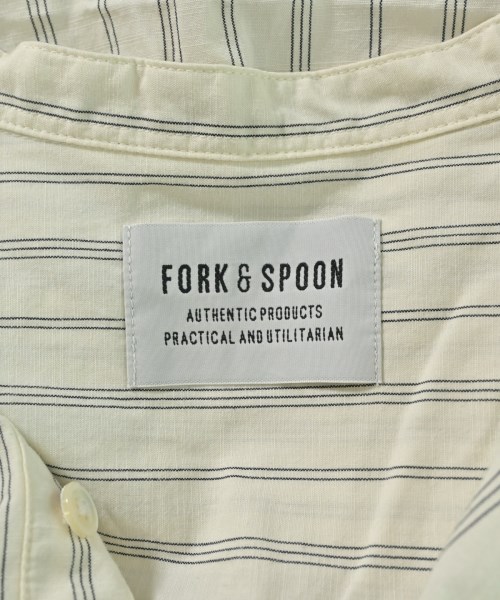 FORK & SPOON
AUTHENTIC PRODUCTS
PRACTICAL AND UTILITARIAN